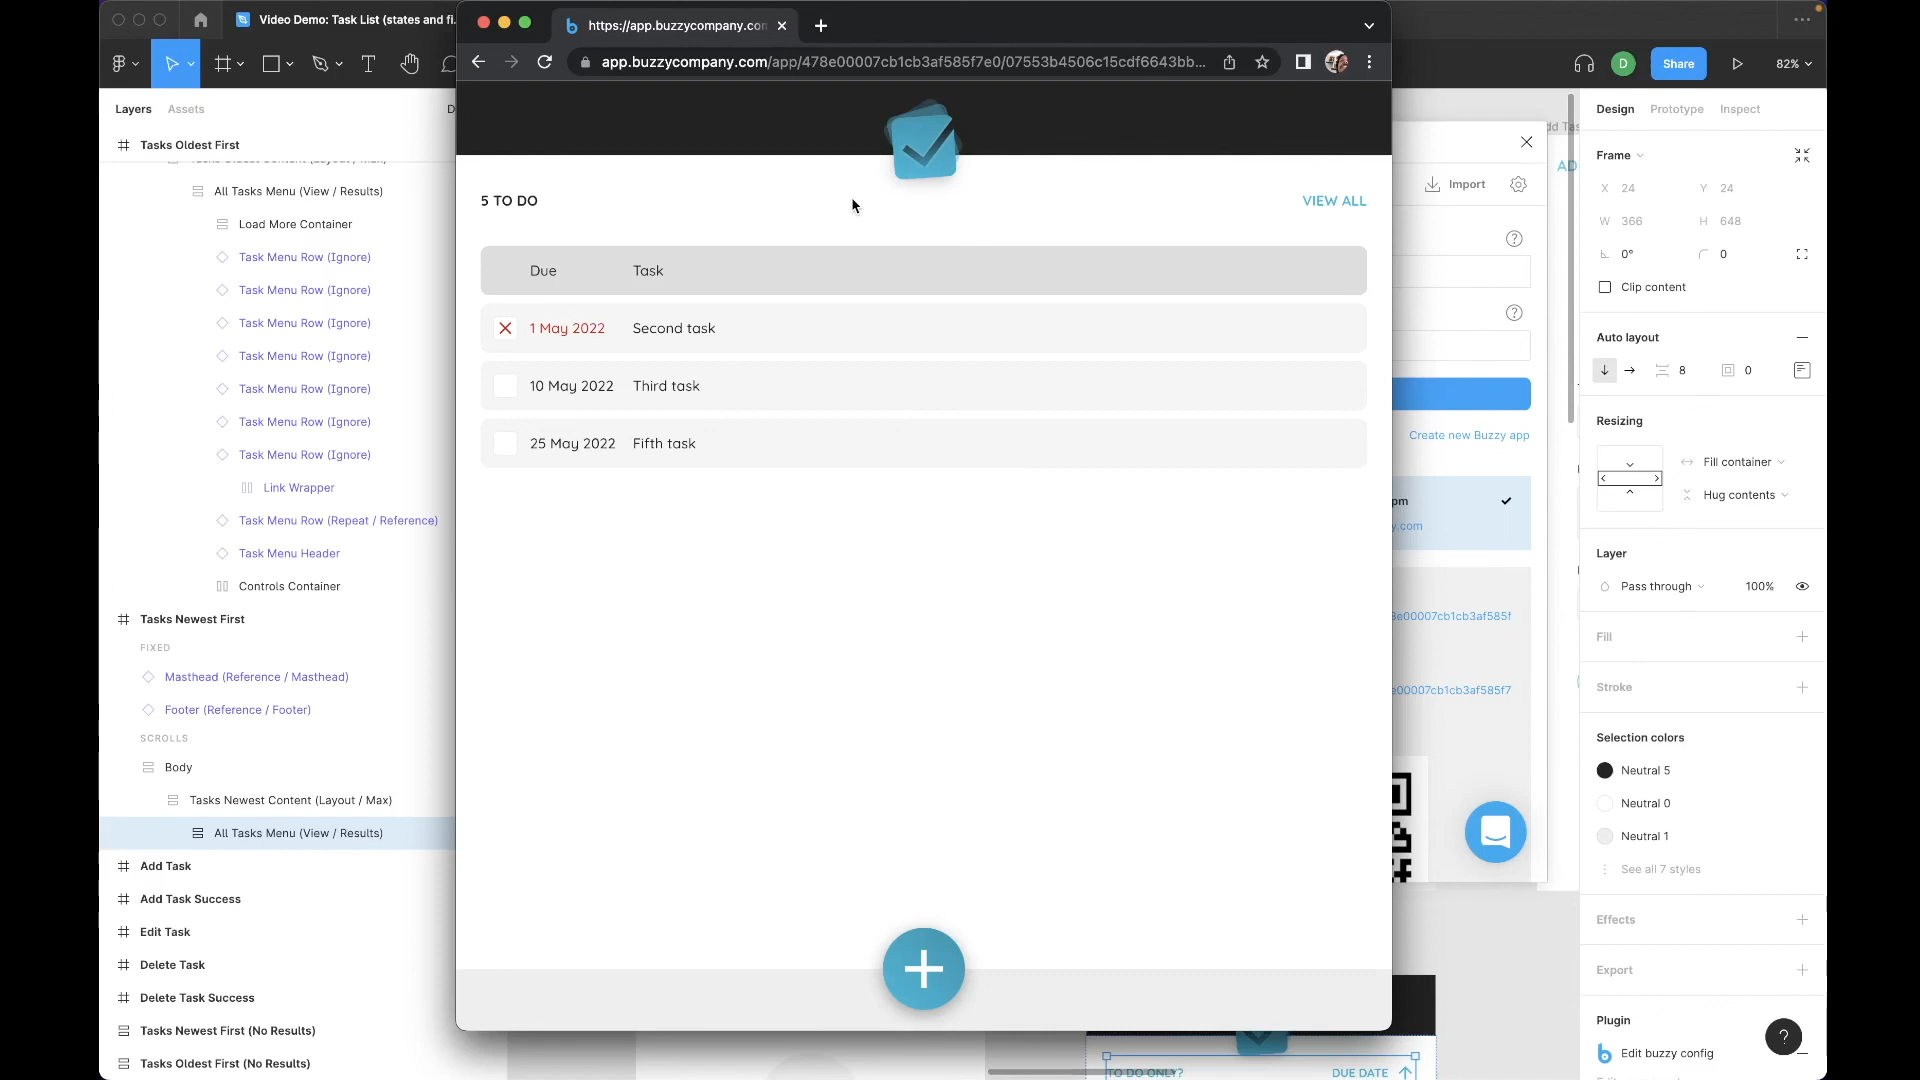 Video Demo: Task List (states and fi...
https://app.buzzycompany.com
app.buzzycompany.com/app/478e00007cb1cb3af585f7e0/07553b4506c15cdf6643bb...
D
Share
82%
Layers
Assets
Tasks Oldest First
All Tasks Menu (View / Results)
Load More Container
Task Menu Row (Ignore)
Task Menu Row (Ignore)
Task Menu Row (Ignore)
Task Menu Row (Ignore)
Task Menu Row (Ignore)
Task Menu Row (Ignore)
Task Menu Row (Ignore)
Link Wrapper
Task Menu Row (Repeat / Reference)
Task Menu Header
Controls Container
Tasks Newest First
FIXED
Masthead (Reference / Masthead)
Footer (Reference / Footer)
SCROLLS
Body
Tasks Newest Content (Layout / Max)
All Tasks Menu (View / Results)
Add Task
Add Task Success
Edit Task
Delete Task
Delete Task Success
Tasks Newest First (No Results)
Tasks Oldest First (No Results)
5 TO DO
VIEW ALL
Due Task
1 May 2022 Second task
10 May 2022 Third task
25 May 2022 Fifth task
Import
Create new Buzzy app
pm
y.com
8e00007cb1cb3af585f
e00007cb1cb3af585f7
TO DO ONLY?
DUE DATE
Design
Prototype
Inspect
Frame
X 24 Y 24
W 366 H 648
0° 0
Clip content
Auto layout
8 0
Resizing
Fill container
Hug contents
Layer
Pass through 100%
Fill
Stroke
Selection colors
Neutral 5
Neutral 0
Neutral 1
See all 7 styles
Effects
Export
Plugin
Edit buzzy config
?